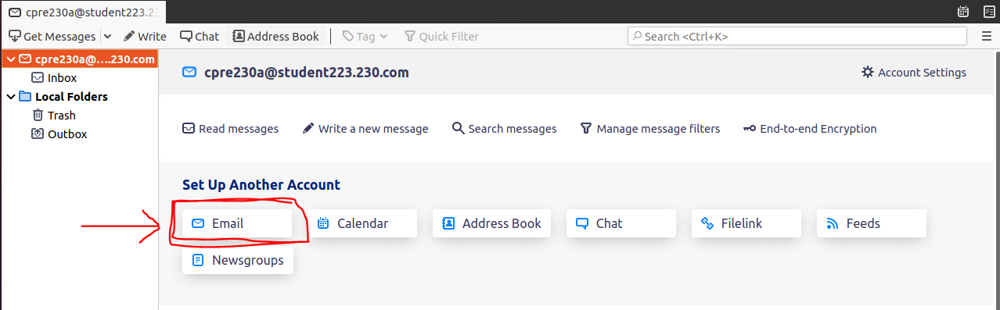 cpre230a@student223.23
Get Messages Write Chat Address Book Tag Quick Filter Search <Ctrl+K>
cpre230a@....230.com
Inbox
Local Folders
Trash
Outbox
cpre230a@student223.230.com Account Settings
Read messages Write a new message Search messages Manage message filters End-to-end Encryption
Set Up Another Account
Email Calendar Address Book Chat Filelink Feeds
Newsgroups